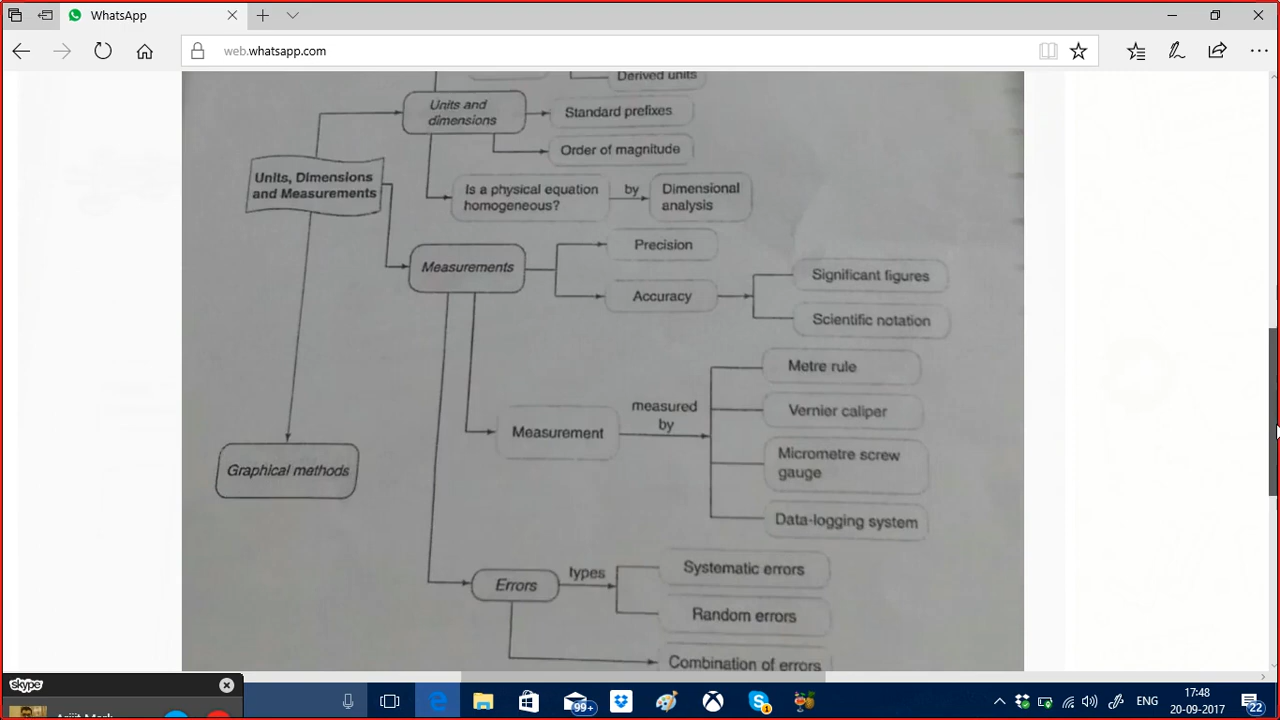 WhatsApp
web.whatsapp.com
Derived units
Units and
dimensions
Standard prefixes
Order of magnitude
Units, Dimensions
and Measurements
Is a physical equation
homogeneous?
by
Dimensional
analysis
Measurements
Precision
Accuracy
Significant figures
Scientific notation
Measurement
measured
by
Metre rule
Vernier caliper
Micrometre screw
gauge
Data-logging system
Graphical methods
Errors
types
Systematic errors
Random errors
Combination of errors
skype
99+
1
ENG
17:48
20-09-2017
22